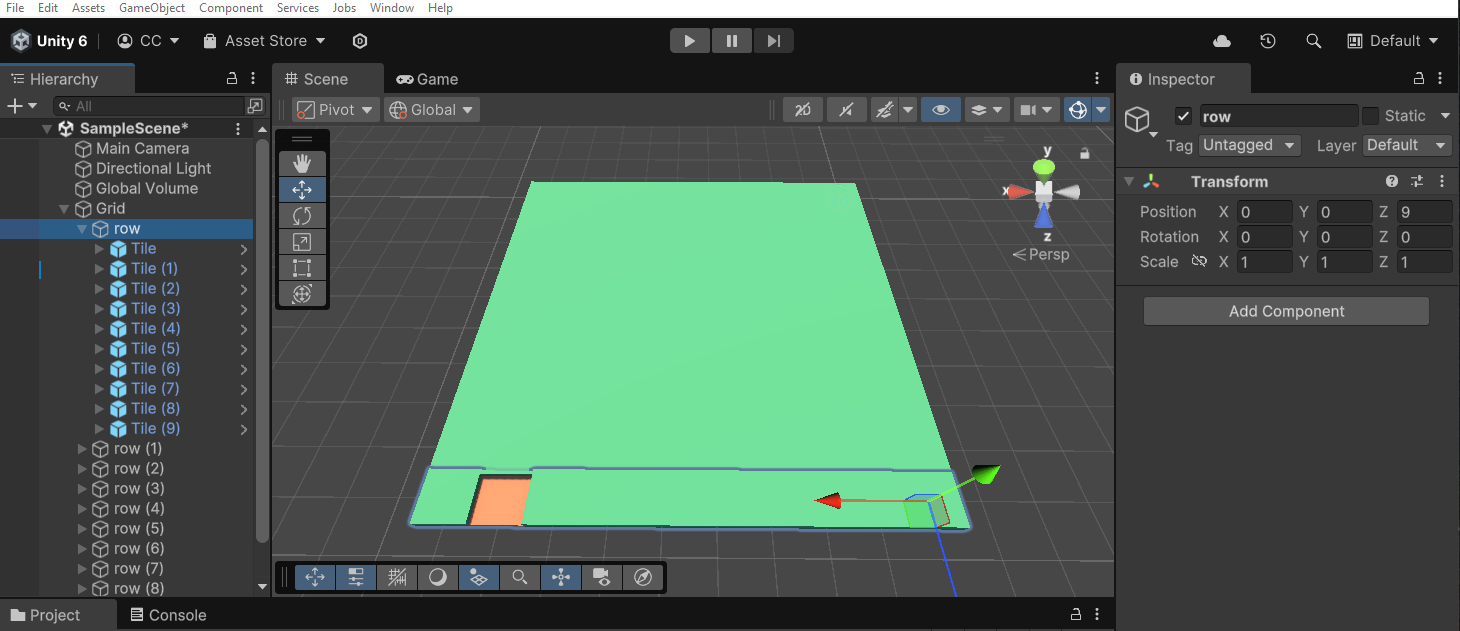 File Edit Assets GameObject Component Services Jobs Window Help
Unity 6 CC Asset Store Default
Hierarchy
All
SampleScene*
Main Camera
Directional Light
Global Volume
Grid
row
Tile
Tile (1)
Tile (2)
Tile (3)
Tile (4)
Tile (5)
Tile (6)
Tile (7)
Tile (8)
Tile (9)
row (1)
row (2)
row (3)
row (4)
row (5)
row (6)
row (7)
row (8)
Scene Game
Pivot Global 2D
y
x
z
Persp
Inspector
row Static
Tag Untagged Layer Default
Transform
Position X 0 Y 0 Z 9
Rotation X 0 Y 0 Z 0
Scale X 1 Y 1 Z 1
Add Component
Project Console